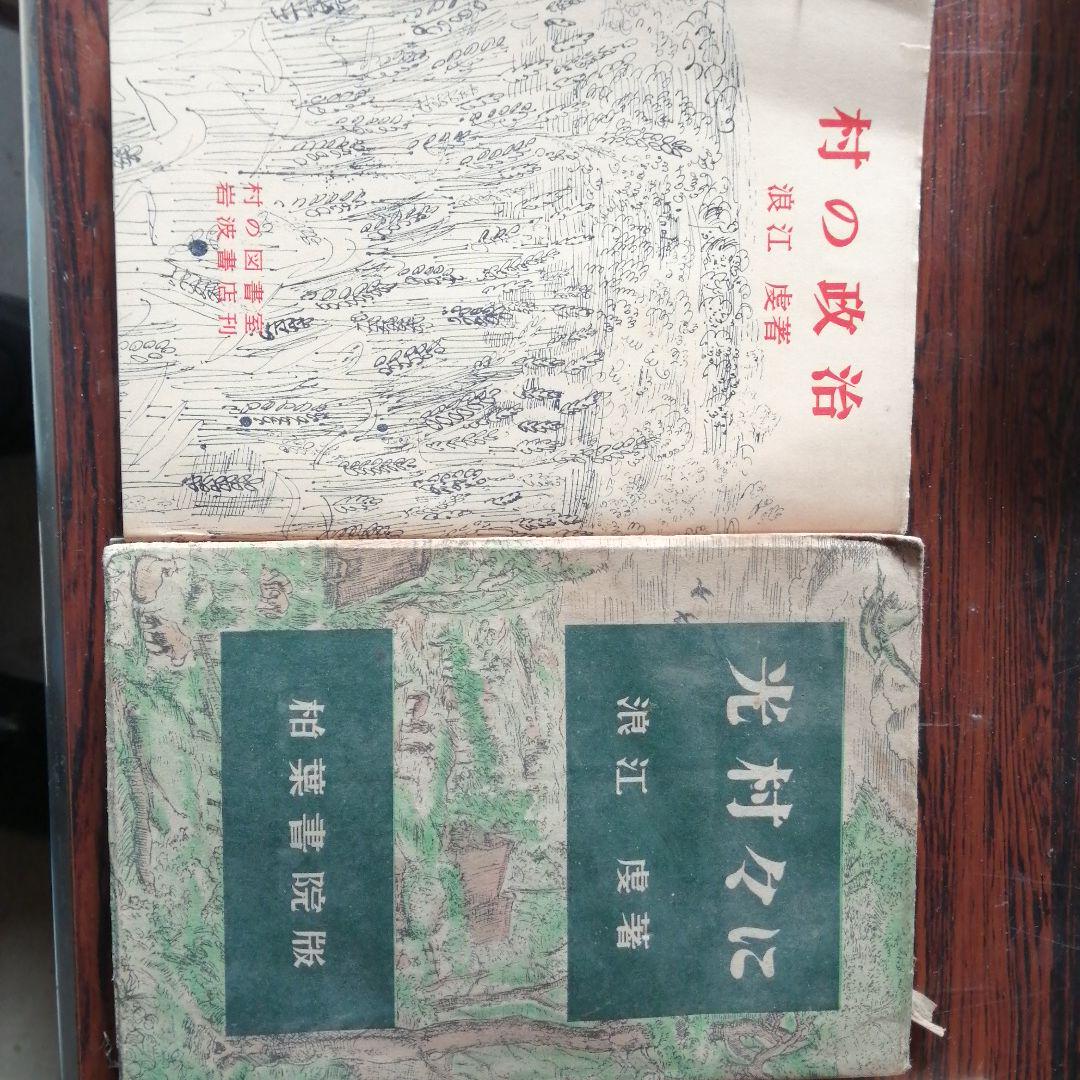 村の政治
浪江 虔著
村の図書室
岩波書店刊
光村々に
浪江 虔著
柏葉書院版